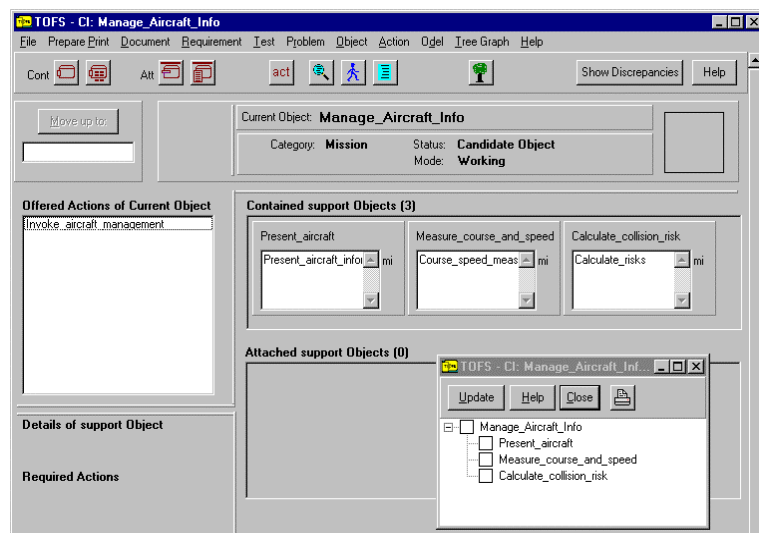 TOFS - CI: Manage_Aircraft_Info
File Prepare Print Document Requirement Test Problem Object Action Odel Tree Graph Help
Cont Att act Show Discrepancies Help
Move up to:
Current Object: Manage_Aircraft_Info
Category: Mission Status: Candidate Object
Mode: Working
Offered Actions of Current Object
Invoke_aircraft_management
Contained support Objects (3)
Present_aircraft Measure_course_and_speed Calculate_collision_risk
Present_aircraft_infor mi Course_speed_meas mi Calculate_risks mi
Attached support Objects (0)
TOFS - CI: Manage_Aircraft_Inf...
Update Help Close
Manage_Aircraft_Info
Present_aircraft
Measure_course_and_speed
Calculate_collision_risk
Details of support Object
Required Actions